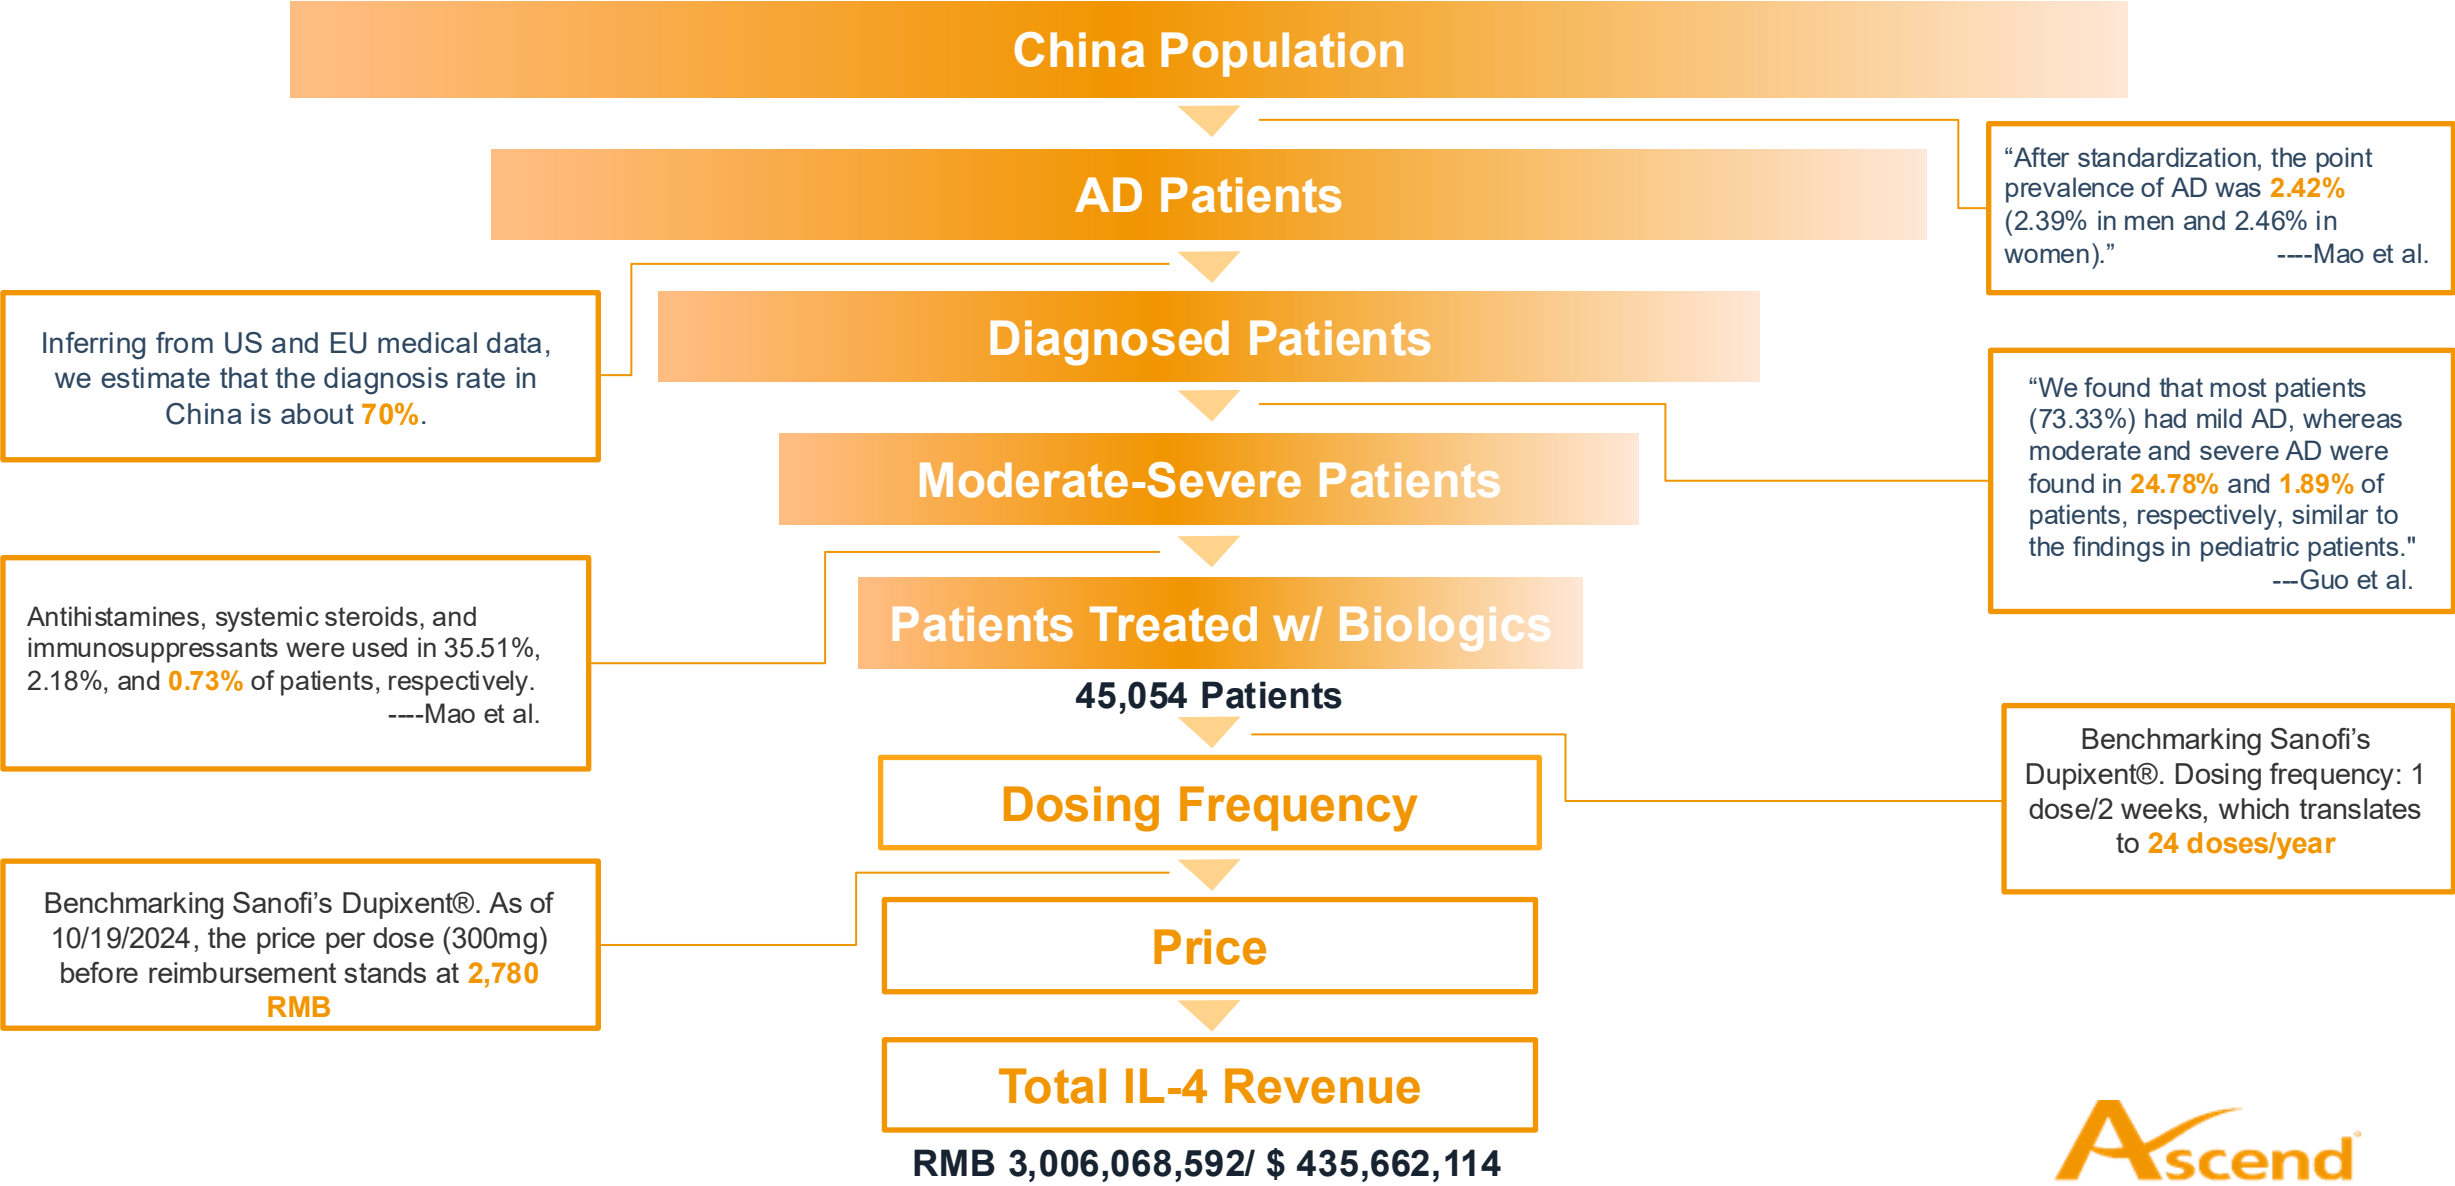 China Population
“After standardization, the point
prevalence of AD was 2.42%
(2.39% in men and 2.46% in
women).” ----Mao et al.
AD Patients
Inferring from US and EU medical data,
we estimate that the diagnosis rate in
China is about 70%.
Diagnosed Patients
“We found that most patients
(73.33%) had mild AD, whereas
moderate and severe AD were
found in 24.78% and 1.89% of
patients, respectively, similar to
the findings in pediatric patients."
---Guo et al.
Moderate-Severe Patients
Antihistamines, systemic steroids, and
immunosuppressants were used in 35.51%,
2.18%, and 0.73% of patients, respectively.
----Mao et al.
Patients Treated w/ Biologics
45,054 Patients
Benchmarking Sanofi’s
Dupixent®. Dosing frequency: 1
dose/2 weeks, which translates
to 24 doses/year
Dosing Frequency
Benchmarking Sanofi’s Dupixent®. As of
10/19/2024, the price per dose (300mg)
before reimbursement stands at 2,780
RMB
Price
Total IL-4 Revenue
RMB 3,006,068,592/ $ 435,662,114
Ascend